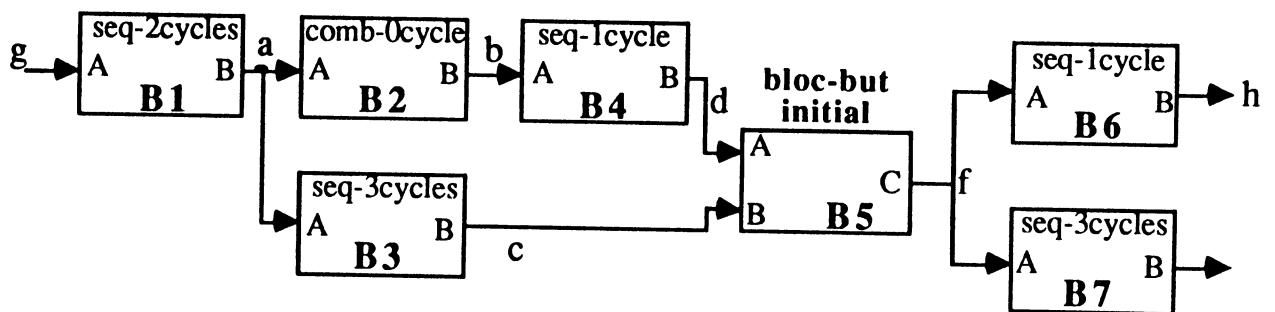 g
seq-2cycles
A
B
B1
a
comb-0cycle
A
B
B2
b
seq-1cycle
A
B
B4
d
seq-3cycles
A
B
B3
c
bloc-but
initial
A
B
C
B5
f
seq-1cycle
A
B
B6
h
seq-3cycles
A
B
B7